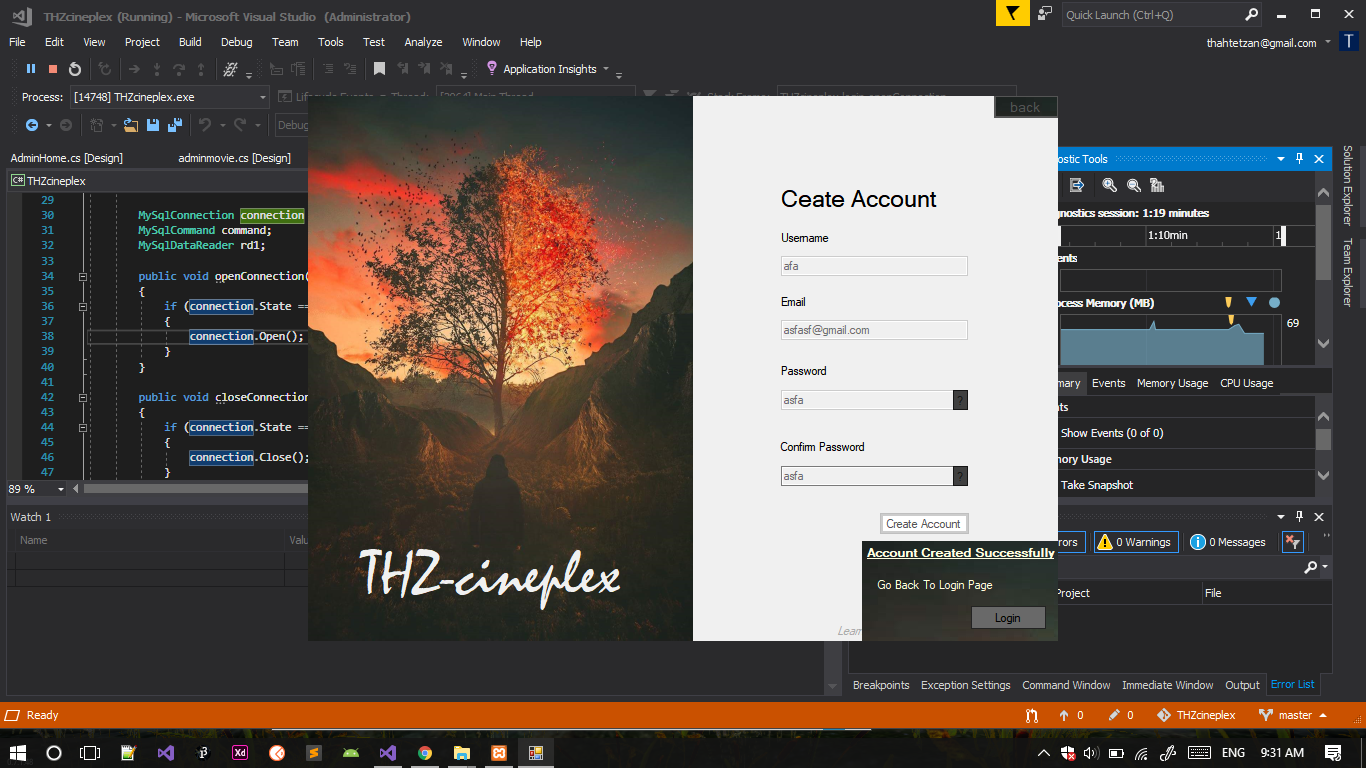 THZcineplex (Running) - Microsoft Visual Studio (Administrator)
Quick Launch (Ctrl+Q)
File Edit View Project Build Debug Team Tools Test Analyze Window Help
thahtetzan@gmail.com T
Application Insights
Process: [14748] THZcineplex.exe
Debug
AdminHome.cs [Design] adminmovie.cs [Design]
C# THZcineplex
29
30 MySqlConnection connection
31 MySqlCommand command;
32 MySqlDataReader rd1;
33
34 public void openConnection(
35 {
36 if (connection.State ==
37 {
38 connection.Open();
39 }
40 }
41
42 public void closeConnection
43 {
44 if (connection.State ==
45 {
46 connection.Close();
47 }
89 %
Watch 1
Name Valu
THZ-cineplex
back
Ceate Account
Username
afa
Email
asfasf@gmail.com
Password
asfa ?
Confirm Password
asfa ?
Create Account
Account Created Successfully
Go Back To Login Page
Login
Learn
ostic Tools
gnostics session: 1:19 minutes
1:10min 1
ents
ocess Memory (MB)
69
mary Events Memory Usage CPU Usage
nts
Show Events (0 of 0)
mory Usage
Take Snapshot
Solution Explorer
Team Explorer
rors 0 Warnings 0 Messages
Project File
Breakpoints Exception Settings Command Window Immediate Window Output Error List
Ready
0 0 THZcineplex master
Xd
ENG 9:31 AM